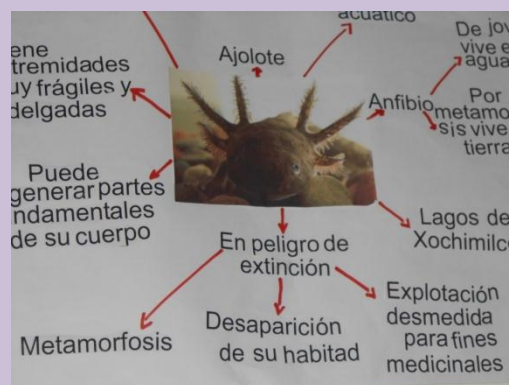 acuático
Ajolote
ene
tremidades
uy frágiles y
delgadas
Anfibio
De jov
vive e
agua
Por
metamo
sis vive
tierra
Puede
generar partes
ndamentales
de su cuerpo
Lagos de
Xochimilc
En peligro de
extinción
Metamorfosis
Desaparición
de su habitad
Explotación
desmedida
para fines
medicinales